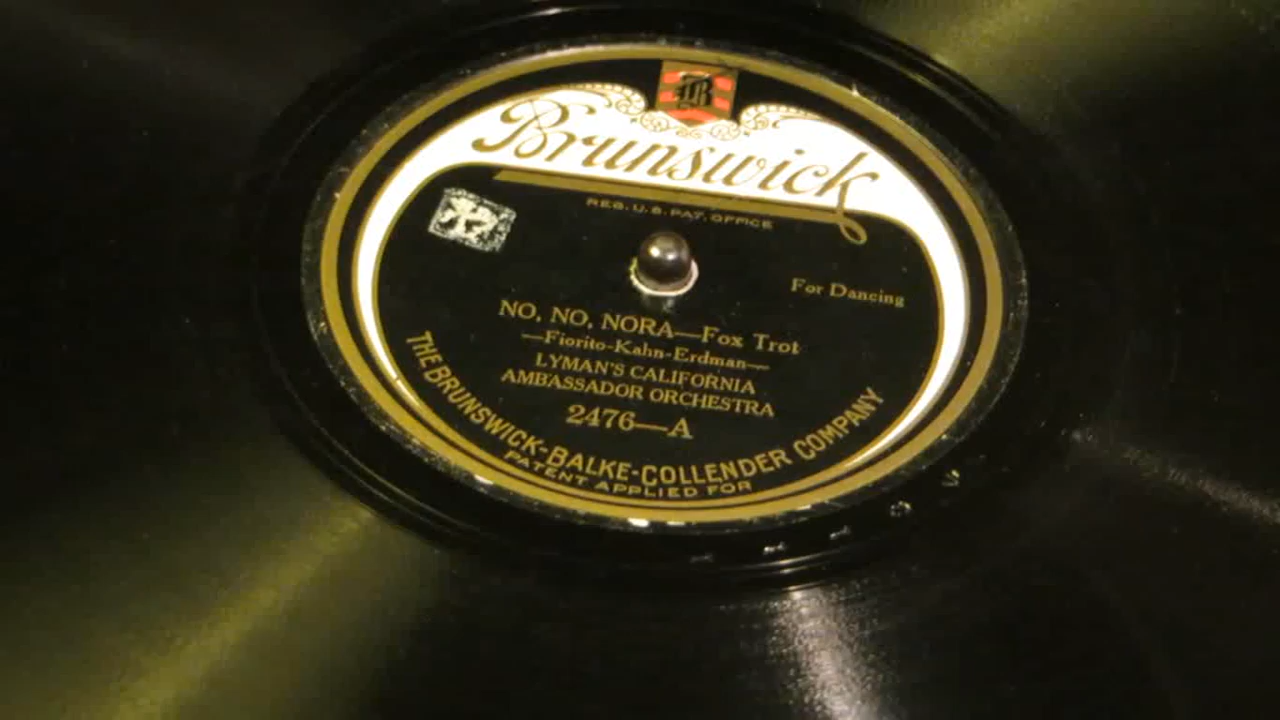 B
Brunswick
REG. U.S. PAT. OFFICE
For Dancing
NO, NO, NORA—Fox Trot
—Fiorito-Kahn-Erdman—
LYMAN'S CALIFORNIA
AMBASSADOR ORCHESTRA
2476—A
THE BRUNSWICK-BALKE-COLLENDER COMPANY
PATENT APPLIED FOR